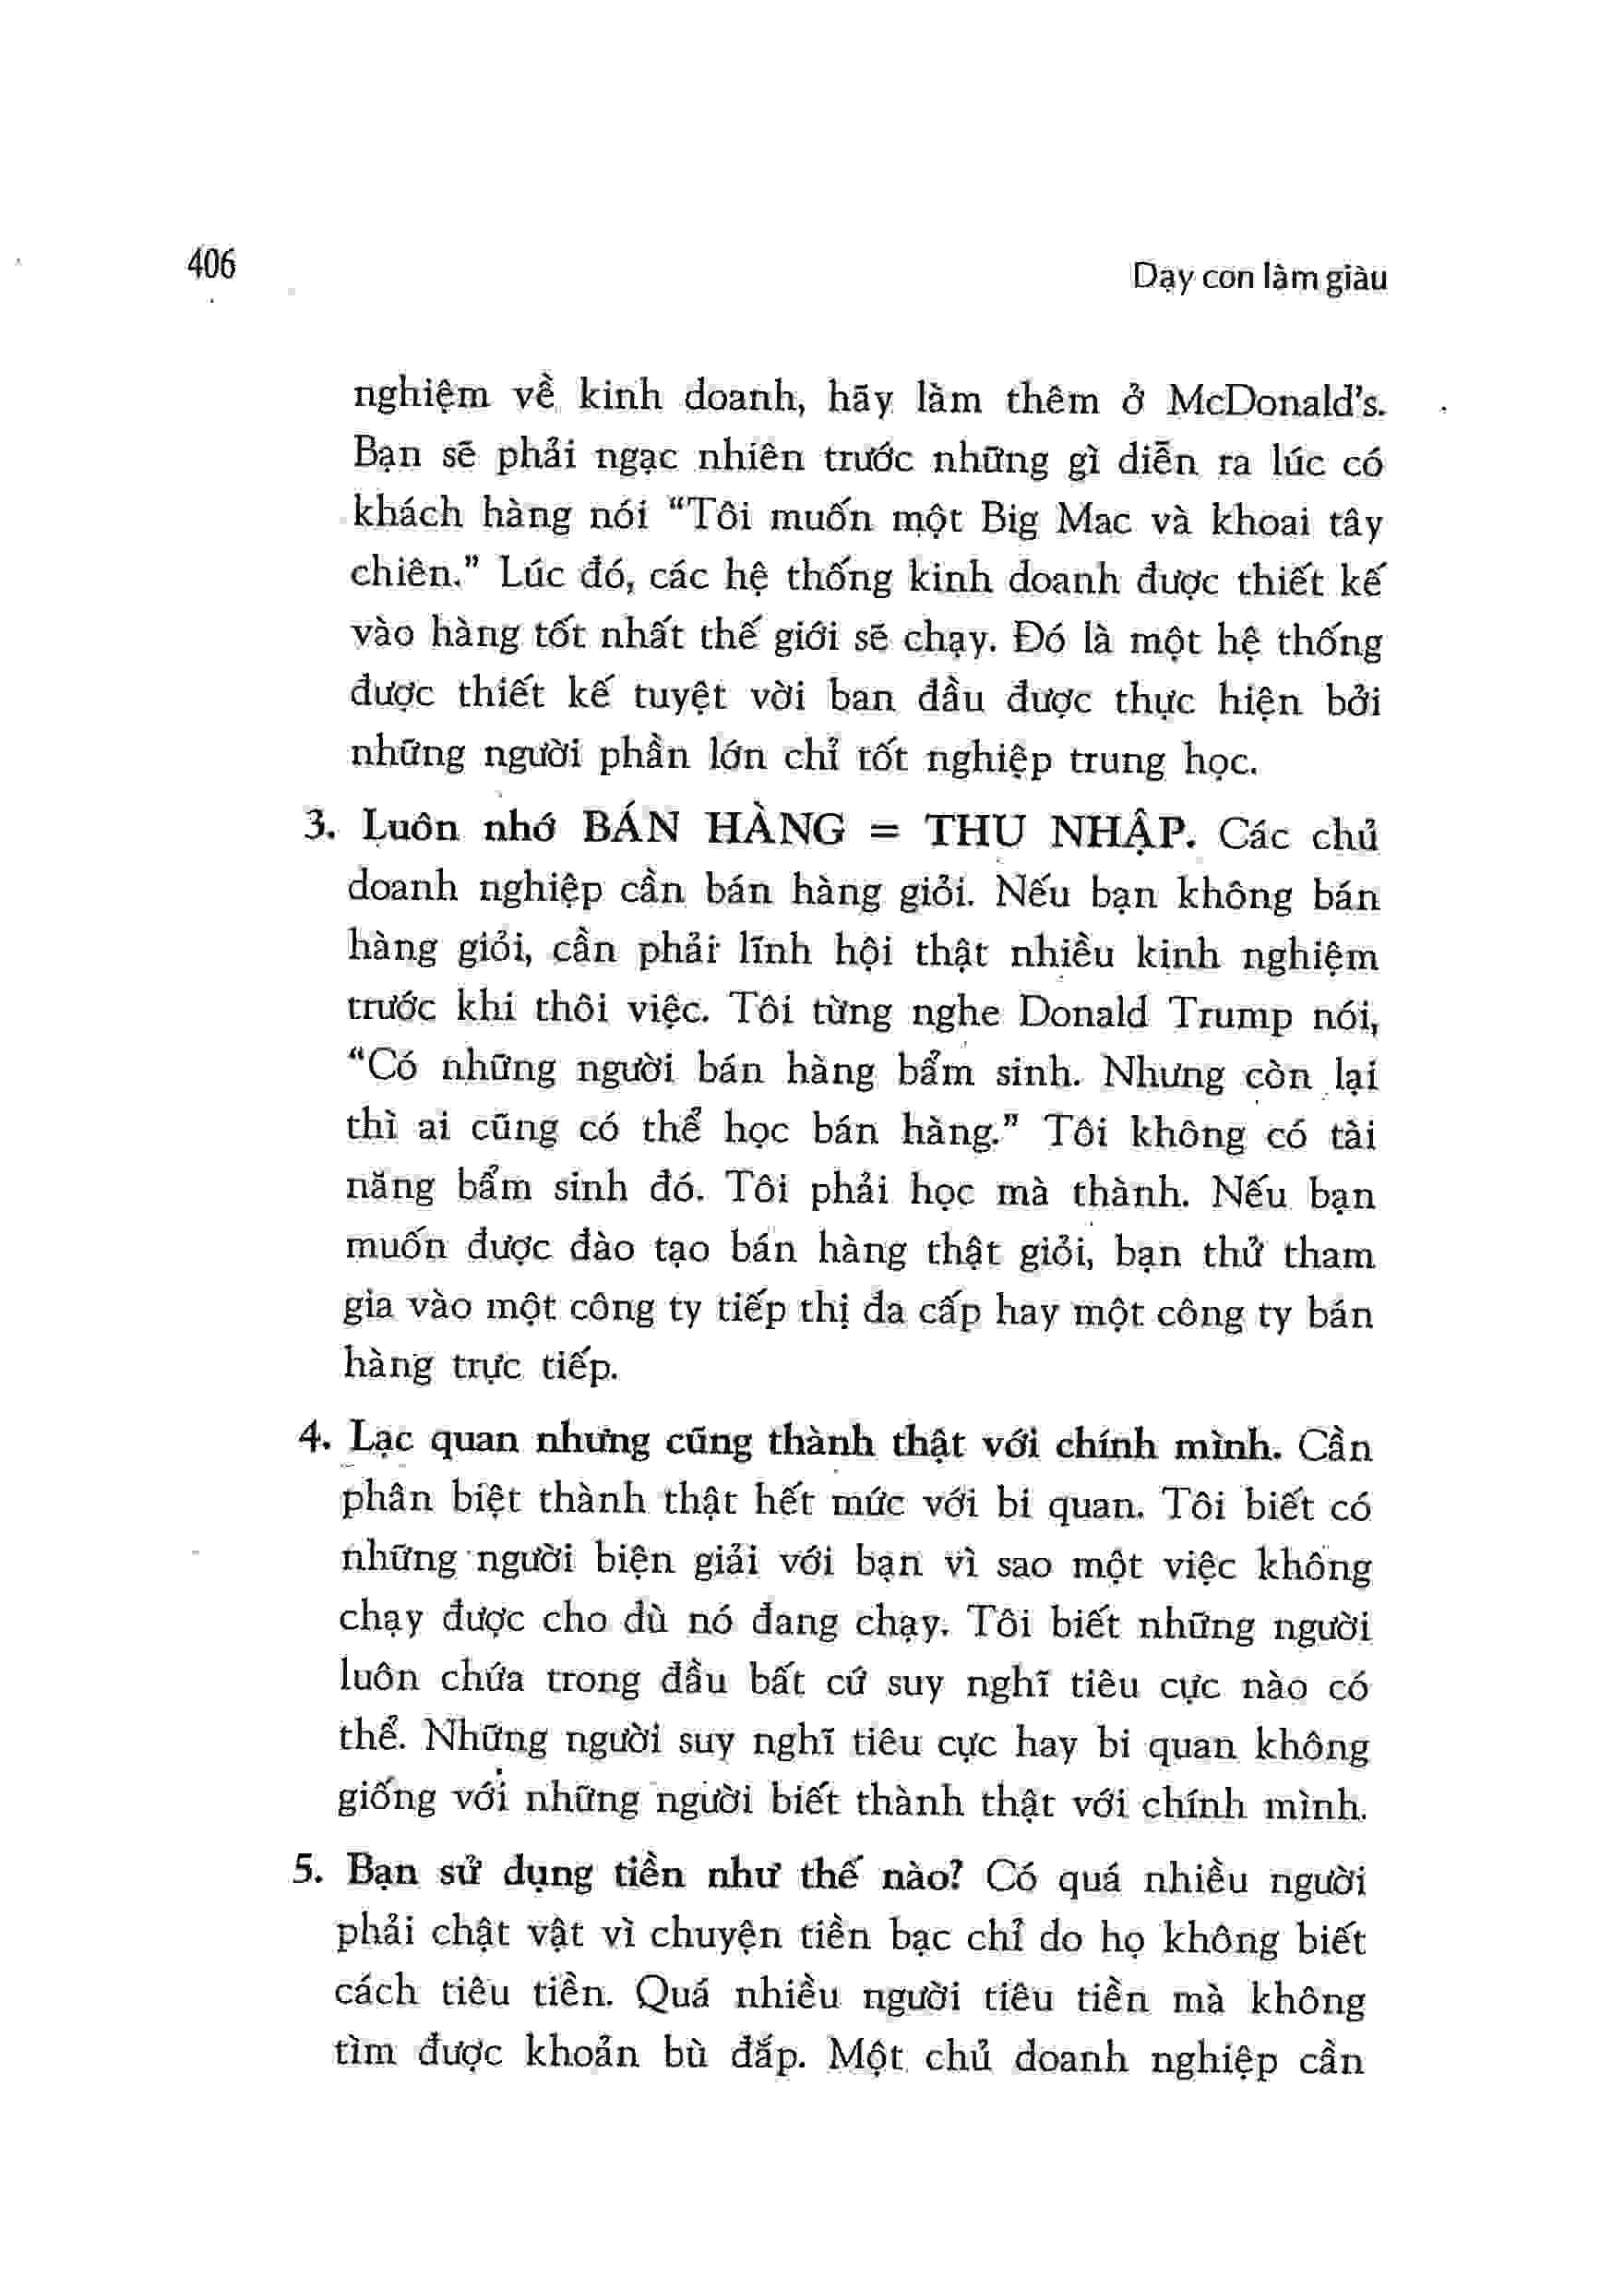 406
Dạy con làm giàu
nghiệm về kinh doanh, hãy làm thêm ở McDonald's.
Bạn sẽ phải ngạc nhiên trước những gì diễn ra lúc có
khách hàng nói “Tôi muốn một Big Mac và khoai tây
chiên.” Lúc đó, các hệ thống kinh doanh được thiết kế
vào hàng tốt nhất thế giới sẽ chạy. Đó là một hệ thống
được thiết kế tuyệt vời ban đầu được thực hiện bởi
những người phần lớn chỉ tốt nghiệp trung học.
3. Luôn nhớ BÁN HÀNG = THU NHẬP. Các chủ
doanh nghiệp cần bán hàng giỏi. Nếu bạn không bán
hàng giỏi, cần phải lĩnh hội thật nhiều kinh nghiệm
trước khi thôi việc. Tôi từng nghe Donald Trump nói,
“Có những người bán hàng bẩm sinh. Nhưng còn lại
thì ai cũng có thể học bán hàng.” Tôi không có tài
năng bẩm sinh đó. Tôi phải học mà thành. Nếu bạn
muốn được đào tạo bán hàng thật giỏi, bạn thử tham
gia vào một công ty tiếp thị đa cấp hay một công ty bán
hàng trực tiếp.
4. Lạc quan nhưng cũng thành thật với chính mình. Cần
phân biệt thành thật hết mức với bi quan. Tôi biết có
những người biện giải với bạn vì sao một việc không
chạy được cho dù nó đang chạy. Tôi biết những người
luôn chứa trong đầu bất cứ suy nghĩ tiêu cực nào có
thể. Những người suy nghĩ tiêu cực hay bi quan không
giống với những người biết thành thật với chính mình.
5. Bạn sử dụng tiền như thế nào? Có quá nhiều người
phải chật vật vì chuyện tiền bạc chỉ do họ không biết
cách tiêu tiền. Quá nhiều người tiêu tiền mà không
tìm được khoản bù đắp. Một chủ doanh nghiệp cần